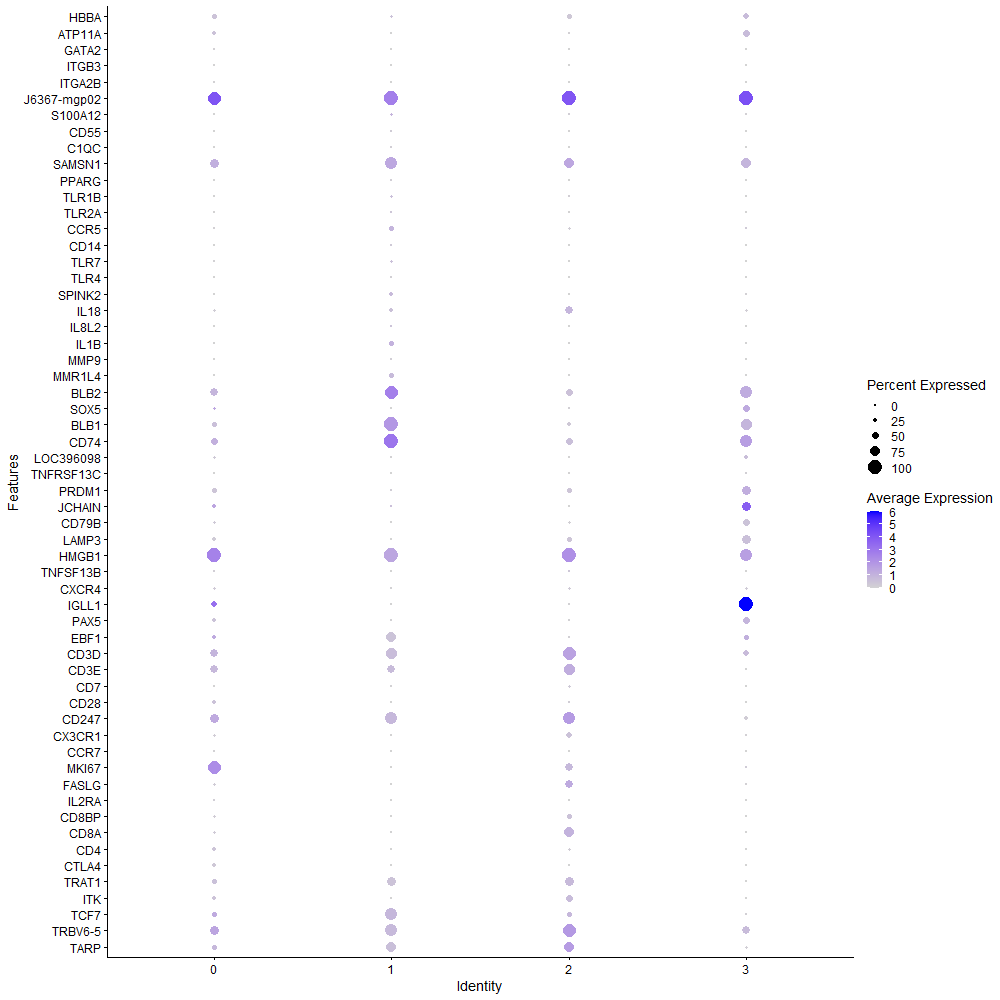 HBBA
ATP11A
GATA2
ITGB3
ITGA2B
J6367-mgp02
S100A12
CD55
C1QC
SAMSN1
PPARG
TLR1B
TLR2A
CCR5
CD14
TLR7
TLR4
SPINK2
IL18
IL8L2
IL1B
MMP9
MMR1L4
BLB2
SOX5
BLB1
CD74
LOC396098
TNFRSF13C
PRDM1
JCHAIN
CD79B
LAMP3
HMGB1
TNFSF13B
CXCR4
IGLL1
PAX5
EBF1
CD3D
CD3E
CD7
CD28
CD247
CX3CR1
CCR7
MKI67
FASLG
IL2RA
CD8BP
CD8A
CD4
CTLA4
TRAT1
ITK
TCF7
TRBV6-5
TARP
Features
0 1 2 3
Identity
Percent Expressed
0
25
50
75
100
Average Expression
6
5
4
3
2
1
0